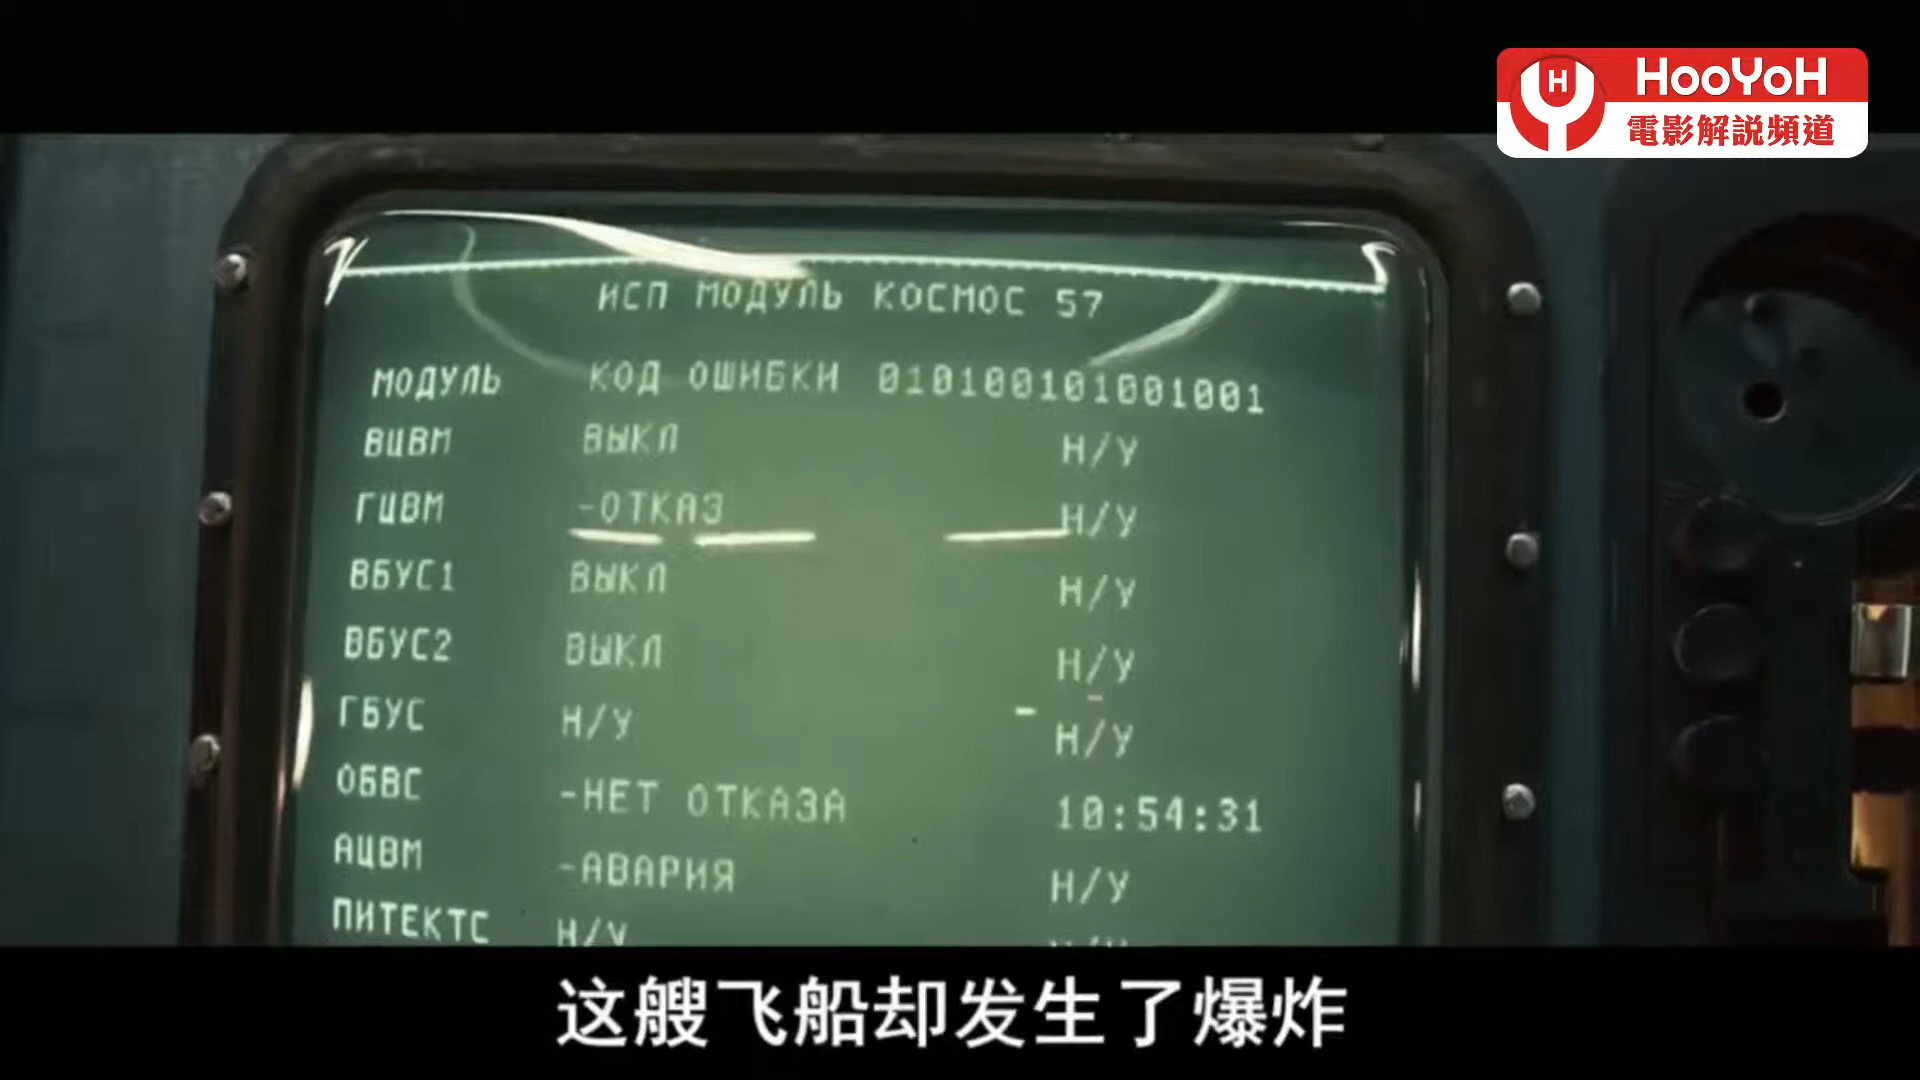 HooYoH
電影解說頻道
ИСП МОДУЛЬ КОСМОС 57
МОДУЛЬ КОД ОШИБКИ 010100101001001
ВЦВМ ВЫКЛ Н/У
ГЦВМ -ОТКАЗ Н/У
ВБУС1 ВЫКЛ Н/У
ВБУС2 ВЫКЛ Н/У
ГБУС Н/У - Н/У
ОБВС -НЕТ ОТКАЗА 10:54:31
АЦВМ -АВАРИЯ Н/У
ПИТЕКТС Н/У
这艘飞船却发生了爆炸